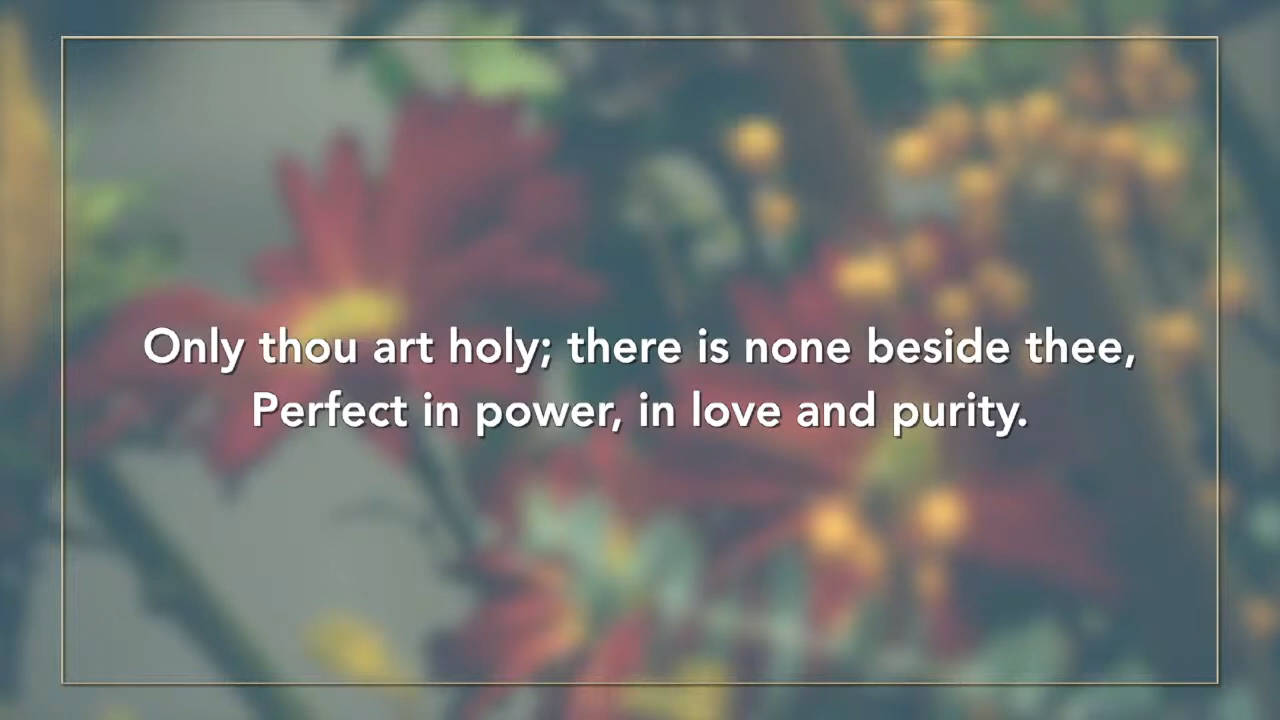 Only thou art holy; there is none beside thee,
Perfect in power, in love and purity.